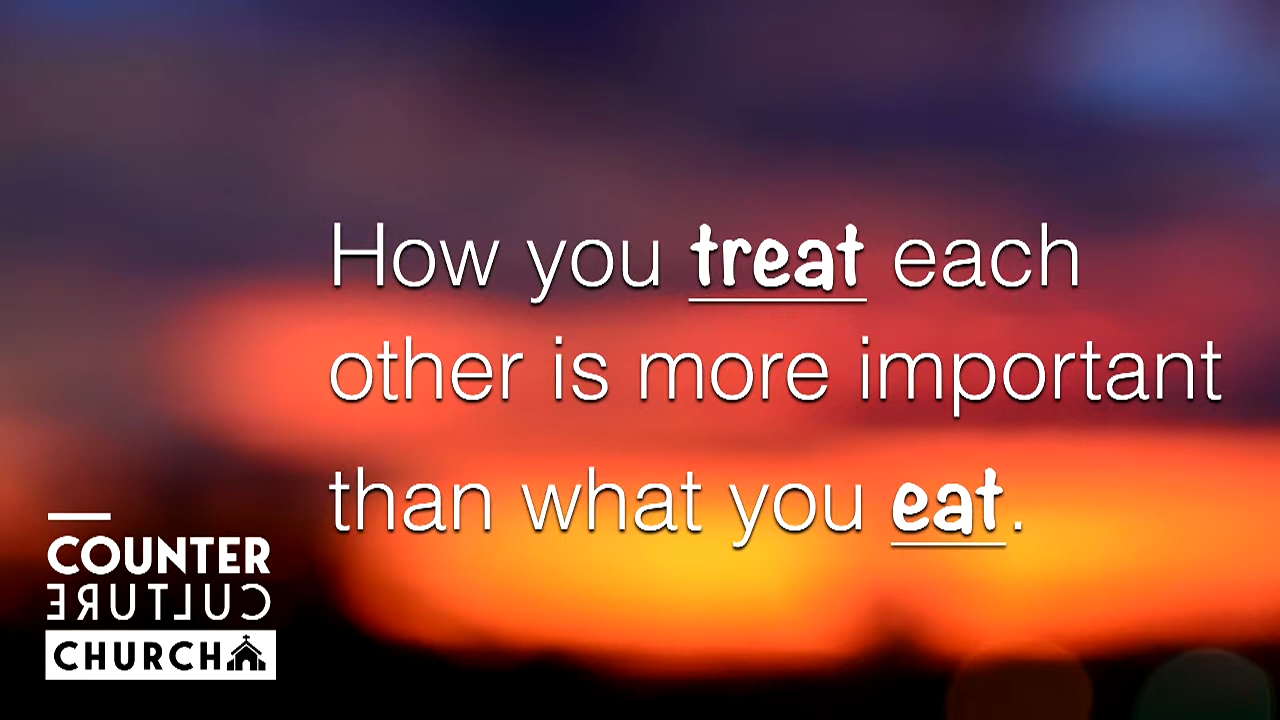 How you treat each
other is more important
than what you eat.
COUNTER
CULTURE
CHURCH